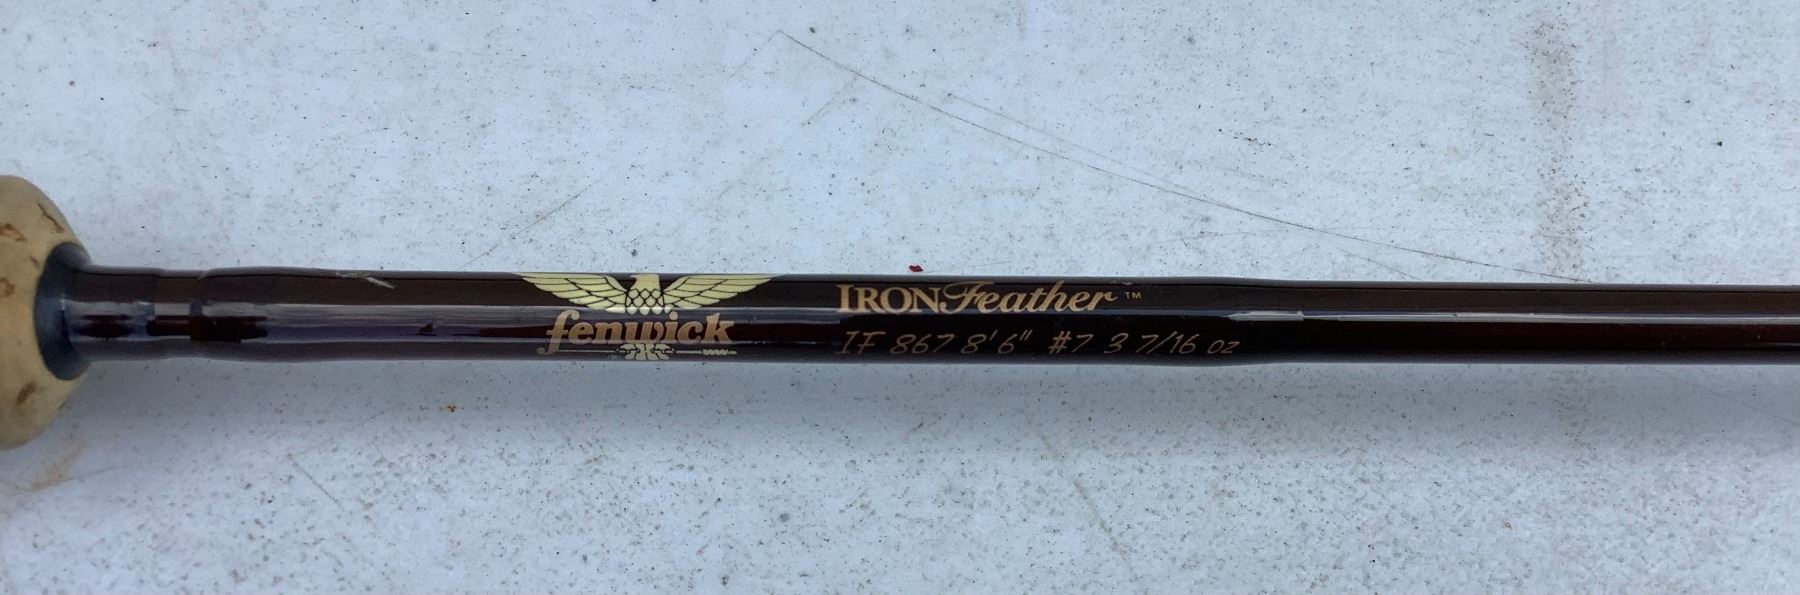 fenwick
IRONFeather™
IF 867 8' 6" #7 3 7/16 oz